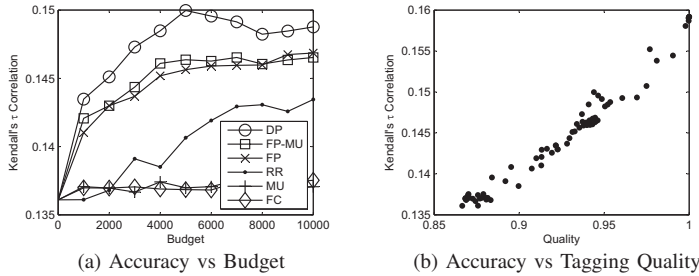 0.15
0.145
0.14
0.135
Kendall's τ Correlation
0 2000 4000 6000 8000 10000
Budget
DP
FP-MU
FP
RR
MU
FC
(a) Accuracy vs Budget
0.16
0.155
0.15
0.145
0.14
0.135
Kendall's τ Correlation
0.85 0.9 0.95 1
Quality
(b) Accuracy vs Tagging Quality